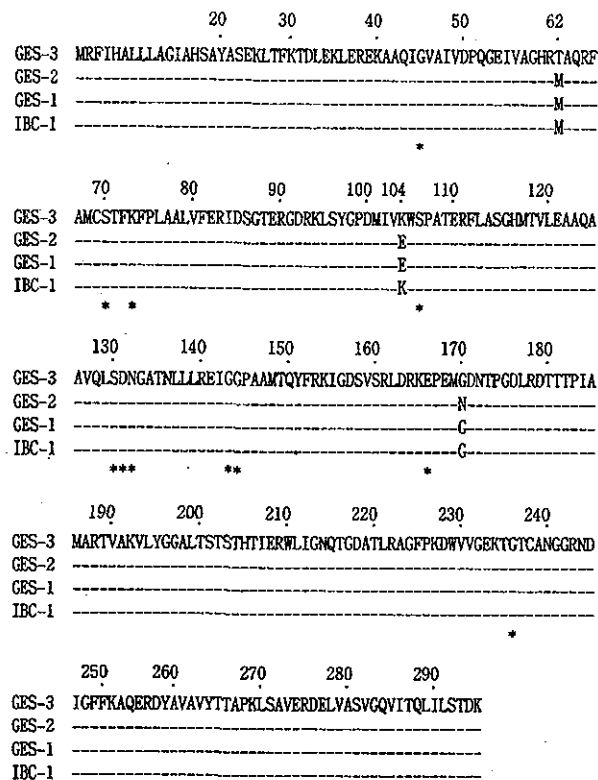 20 30 40 50 62
GES-3 MRFIHALLLAGIAHSAYASEKLTFKTDLEKLEREKAAQIGVAIVDPQGEIVAGHRTAQRF
GES-2 -------------------------------------------------------M----
GES-1 -------------------------------------------------------M----
IBC-1 -------------------------------------------------------M----
*
70 80 90 100 104 110 120
GES-3 AMCSTFKFPLAALVFERIDSGTERGDRKLSYGPDMIVKWSPATERFLASGHMTVLEAAQA
GES-2 -------------------------------------E----------------------
GES-1 -------------------------------------E----------------------
IBC-1 -------------------------------------K----------------------
* * *
130 140 150 160 170 180
GES-3 AVQLSDNGATNLLLREIGGPAAMTQYFRKIGDSVSRLDRKEPEMGDNTPGDLRDTTTPIA
GES-2 --------------------------------------------N---------------
GES-1 --------------------------------------------G---------------
IBC-1 --------------------------------------------G---------------
*** ** *
190 200 210 220 230 240
GES-3 MARTVAKVLYGGALTSTSTHTIERWLIGNQTGDATLRAGFPKDWVVGEKTGTCANGGRND
GES-2 ------------------------------------------------------------
GES-1 ------------------------------------------------------------
IBC-1 ------------------------------------------------------------
*
250 260 270 280 290
GES-3 IGFFKAQERDYAVAVYTTAPKLSAVERDELVASVGQVITQLILSTDK
GES-2 -----------------------------------------------
GES-1 -----------------------------------------------
IBC-1 -----------------------------------------------